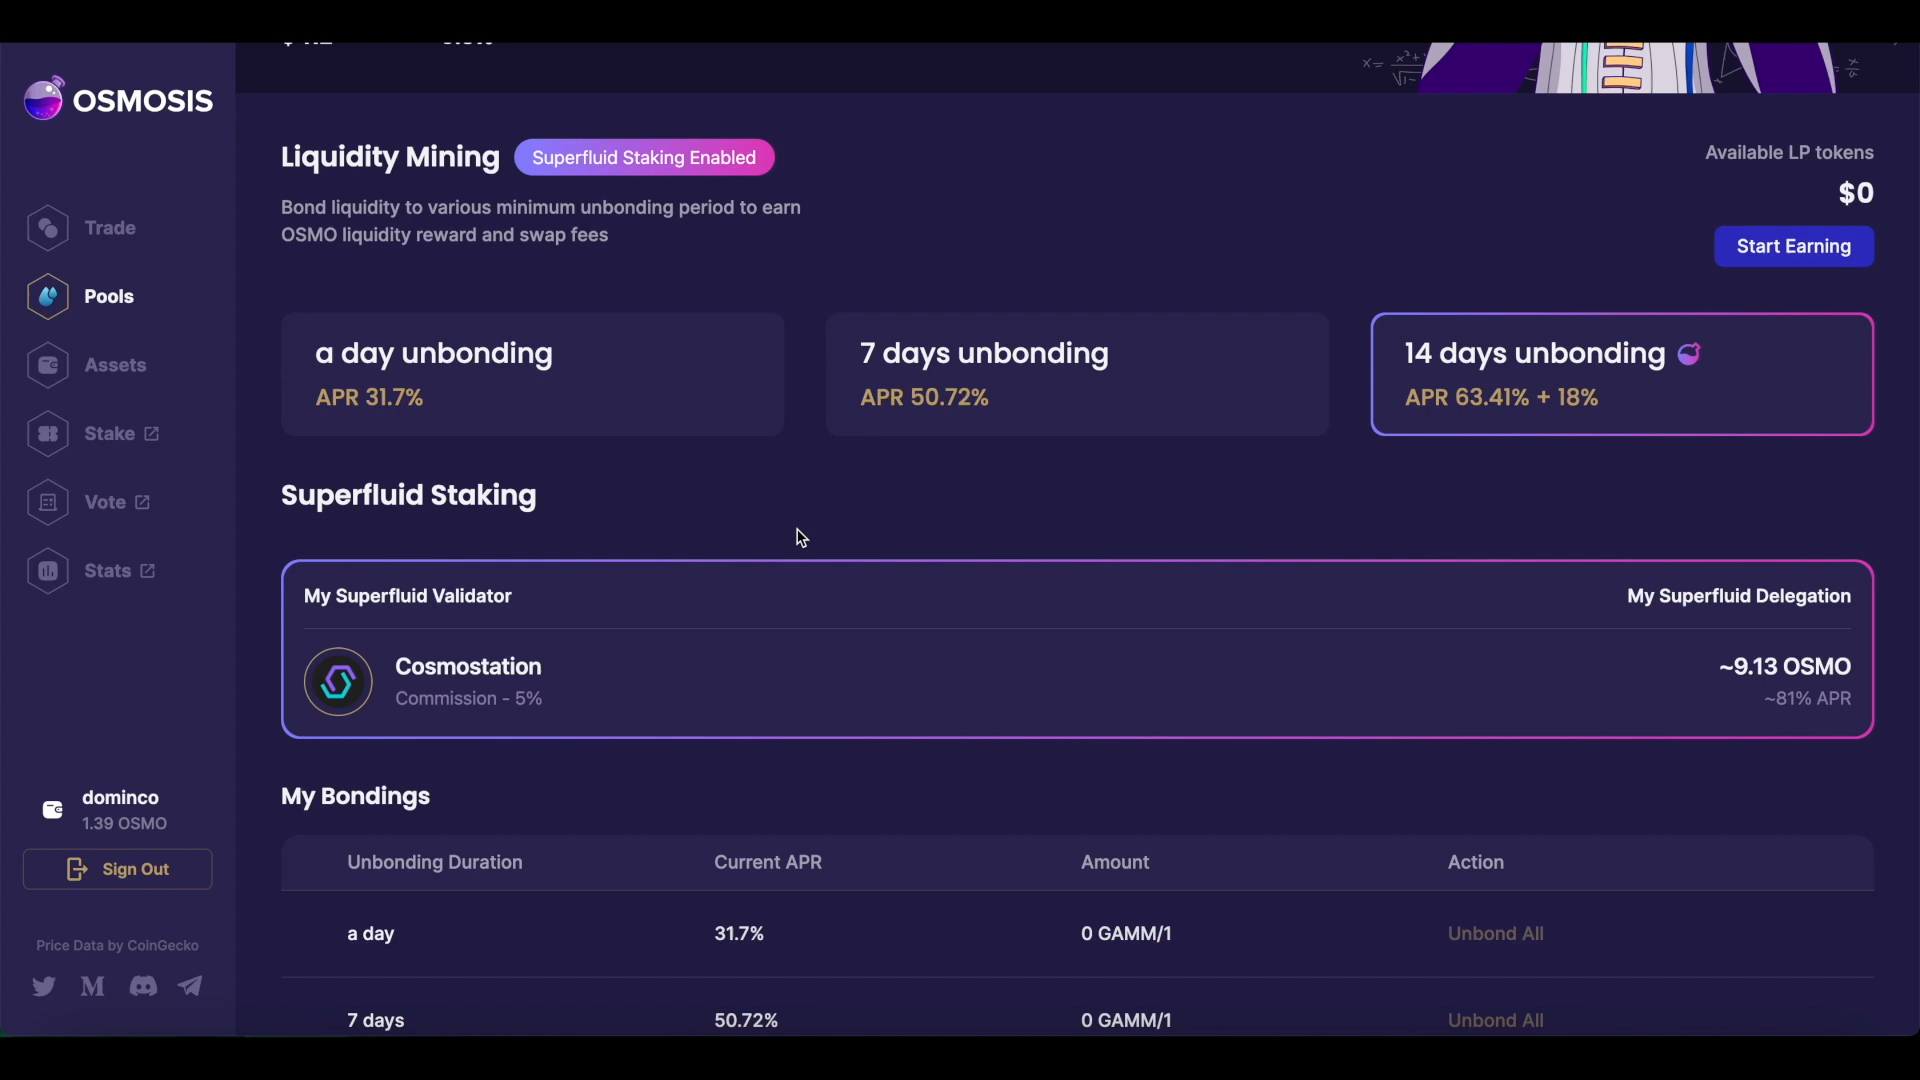 OSMOSIS
Trade
Pools
Assets
Stake
Vote
Stats
dominco
1.39 OSMO
Sign Out
Price Data by CoinGecko
Liquidity Mining
Superfluid Staking Enabled
Bond liquidity to various minimum unbonding period to earn
OSMO liquidity reward and swap fees
Available LP tokens
$0
Start Earning
a day unbonding
APR 31.7%
7 days unbonding
APR 50.72%
14 days unbonding
APR 63.41% + 18%
Superfluid Staking
My Superfluid Validator
My Superfluid Delegation
Cosmostation
Commission - 5%
~9.13 OSMO
~81% APR
My Bondings
Unbonding Duration Current APR Amount Action
a day 31.7% 0 GAMM/1 Unbond All
7 days 50.72% 0 GAMM/1 Unbond All